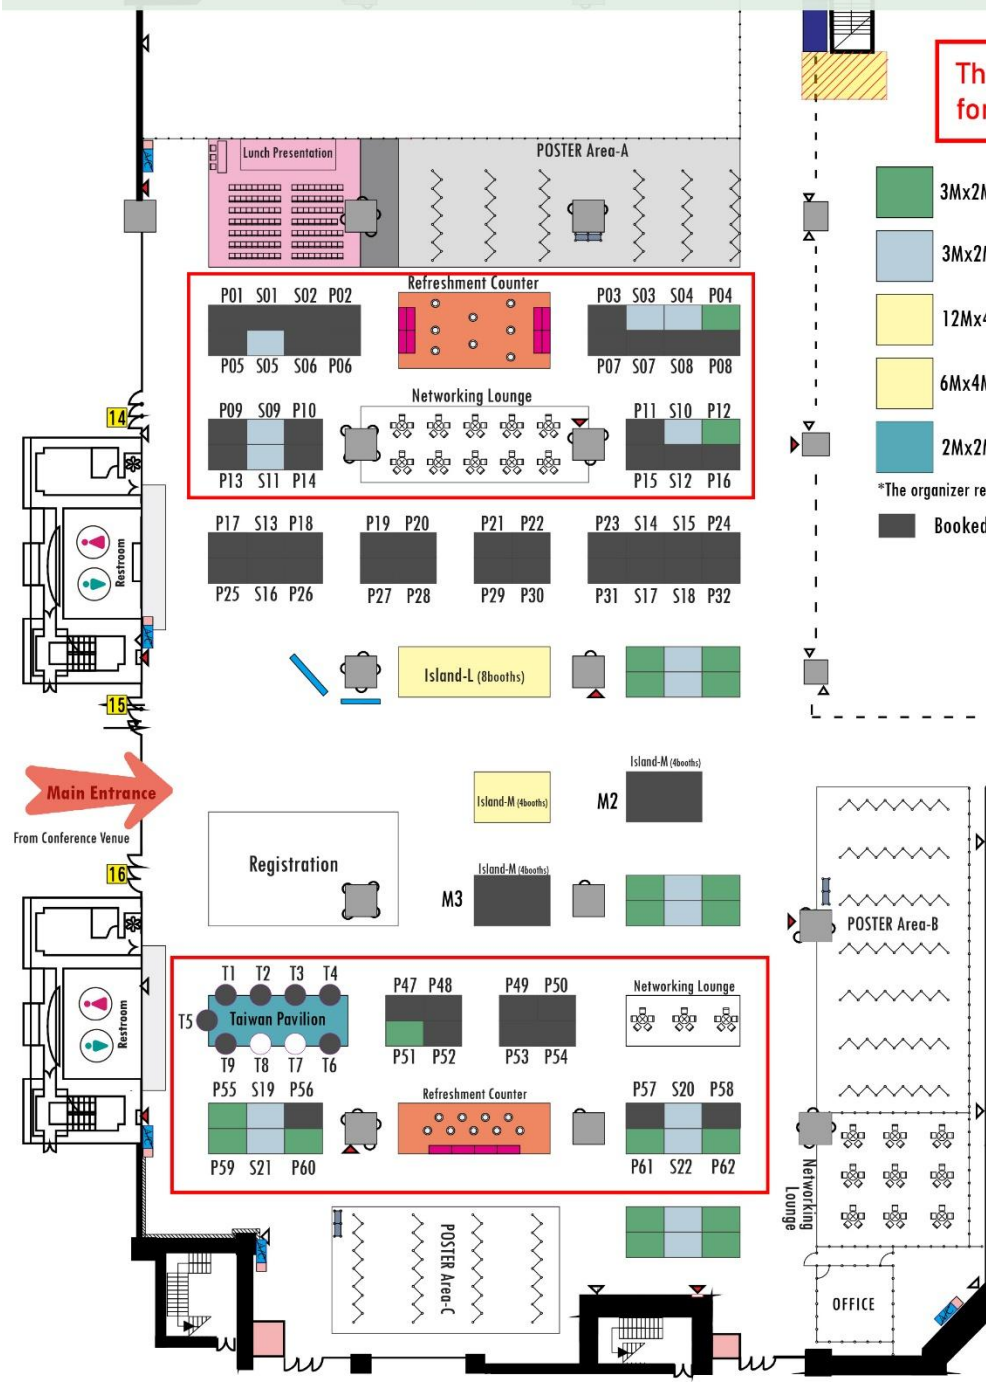 Th
for
Lunch Presentation
POSTER Area-A
3Mx2M
3Mx2M
12Mx4
6Mx4M
2Mx2M
*The organizer re
Booked
Refreshment Counter
P01 S01 S02 P02
P03 S03 S04 P04
P05 S05 S06 P06
P07 S07 S08 P08
Networking Lounge
P09 S09 P10
P11 S10 P12
P13 S11 P14
P15 S12 P16
14
Restroom
P17 S13 P18
P19 P20
P21 P22
P23 S14 S15 P24
P25 S16 P26
P27 P28
P29 P30
P31 S17 S18 P32
Island-L (8booths)
15
Main Entrance
From Conference Venue
Island-M (4booths)
Island-M (4booths)
M2
Registration
Island-M (4booths)
M3
16
POSTER Area-B
Restroom
T1 T2 T3 T4
T5
Taiwan Pavilion
T9 T8 T7 T6
P47 P48
P49 P50
P51 P52
P53 P54
Networking Lounge
P55 S19 P56
Refreshment Counter
P57 S20 P58
P59 S21 P60
P61 S22 P62
Networking
Lounge
POSTER Area-C
OFFICE